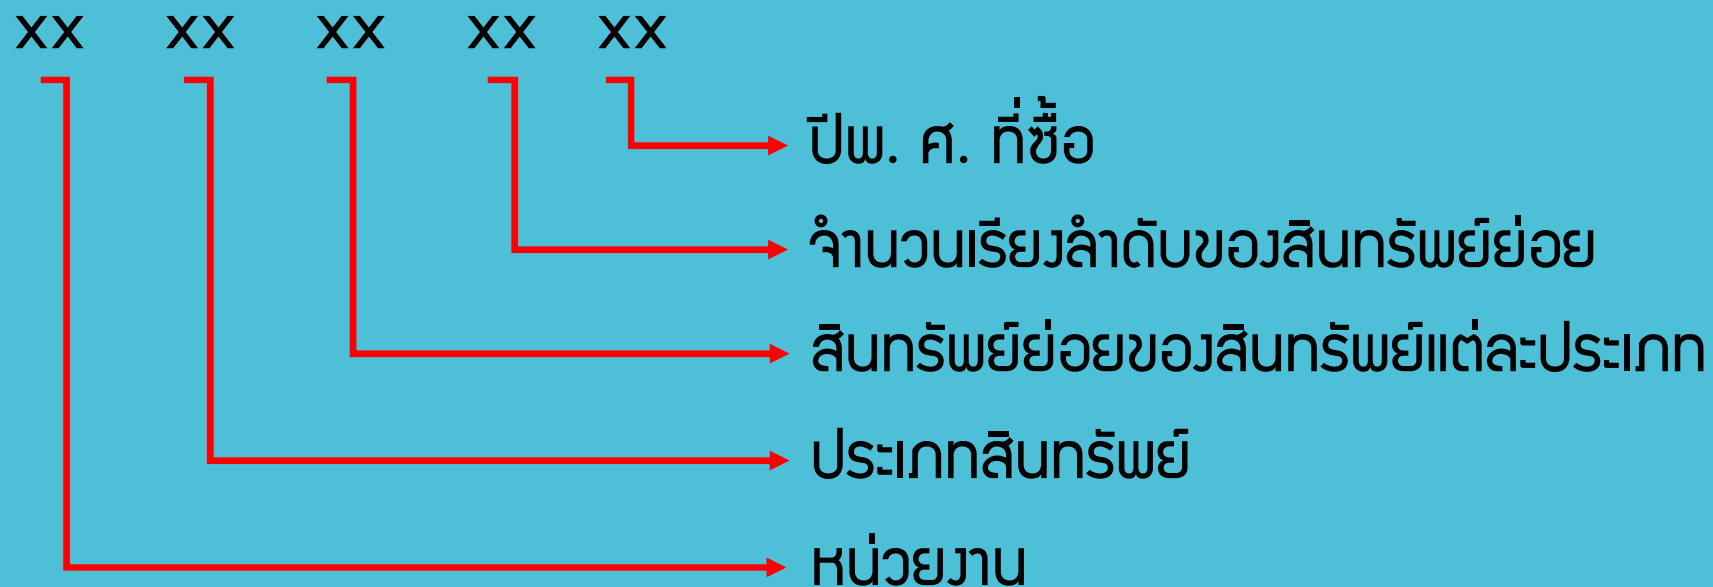 xx xx xx xx xx
ปีพ. ศ. ที่ซื้อ
จำนวนเรียงลำดับของสินทรัพย์ย่อย
สินทรัพย์ย่อยของสินทรัพย์แต่ละประเภท
ประเภทสินทรัพย์
หน่วยงาน